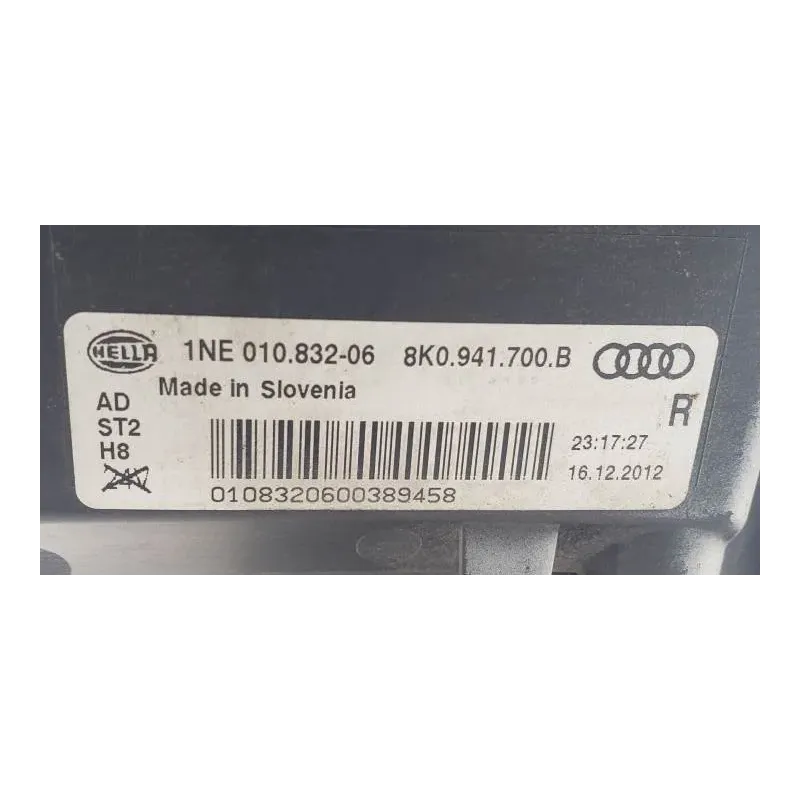 HELLA 1NE 010.832-06 8K0.941.700.B
Made in Slovenia
AD
ST2
H8
24V
R
23:17:27
16.12.2012
0108320600389458